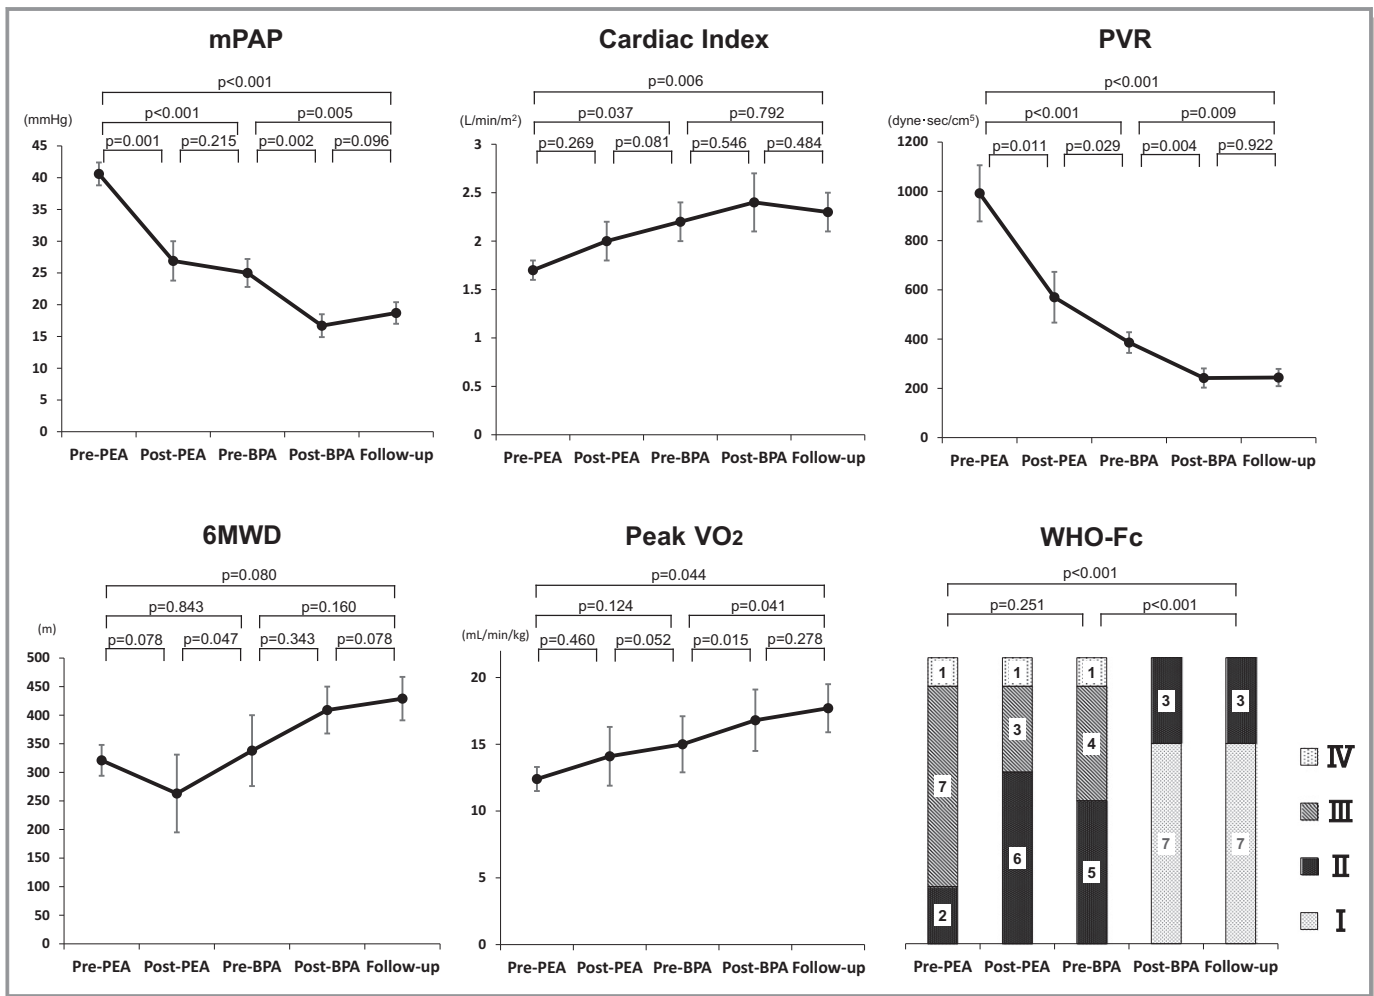 mPAP
p<0.001
p<0.001 p=0.005
(mmHg)
p=0.001 p=0.215 p=0.002 p=0.096
45
40
35
30
25
20
15
10
5
0
Pre-PEA Post-PEA Pre-BPA Post-BPA Follow-up
Cardiac Index
p=0.006
p=0.037 p=0.792
(L/min/m²)
p=0.269 p=0.081 p=0.546 p=0.484
3
2.5
2
1.5
1
0.5
0
Pre-PEA Post-PEA Pre-BPA Post-BPA Follow-up
PVR
p<0.001
p<0.001 p=0.009
(dyne·sec/cm⁵)
p=0.011 p=0.029 p=0.004 p=0.922
1200
1000
800
600
400
200
0
Pre-PEA Post-PEA Pre-BPA Post-BPA Follow-up
6MWD
p=0.080
p=0.843 p=0.160
(m)
p=0.078 p=0.047 p=0.343 p=0.078
500
450
400
350
300
250
200
150
100
50
0
Pre-PEA Post-PEA Pre-BPA Post-BPA Follow-up
Peak VO2
p=0.044
p=0.124 p=0.041
(mL/min/kg)
p=0.460 p=0.052 p=0.015 p=0.278
20
15
10
5
0
Pre-PEA Post-PEA Pre-BPA Post-BPA Follow-up
WHO-Fc
p<0.001
p=0.251 p<0.001
1 1 1
3 3 3
4
7
7 7
6
5
2
Pre-PEA Post-PEA Pre-BPA Post-BPA Follow-up
IV
III
II
I